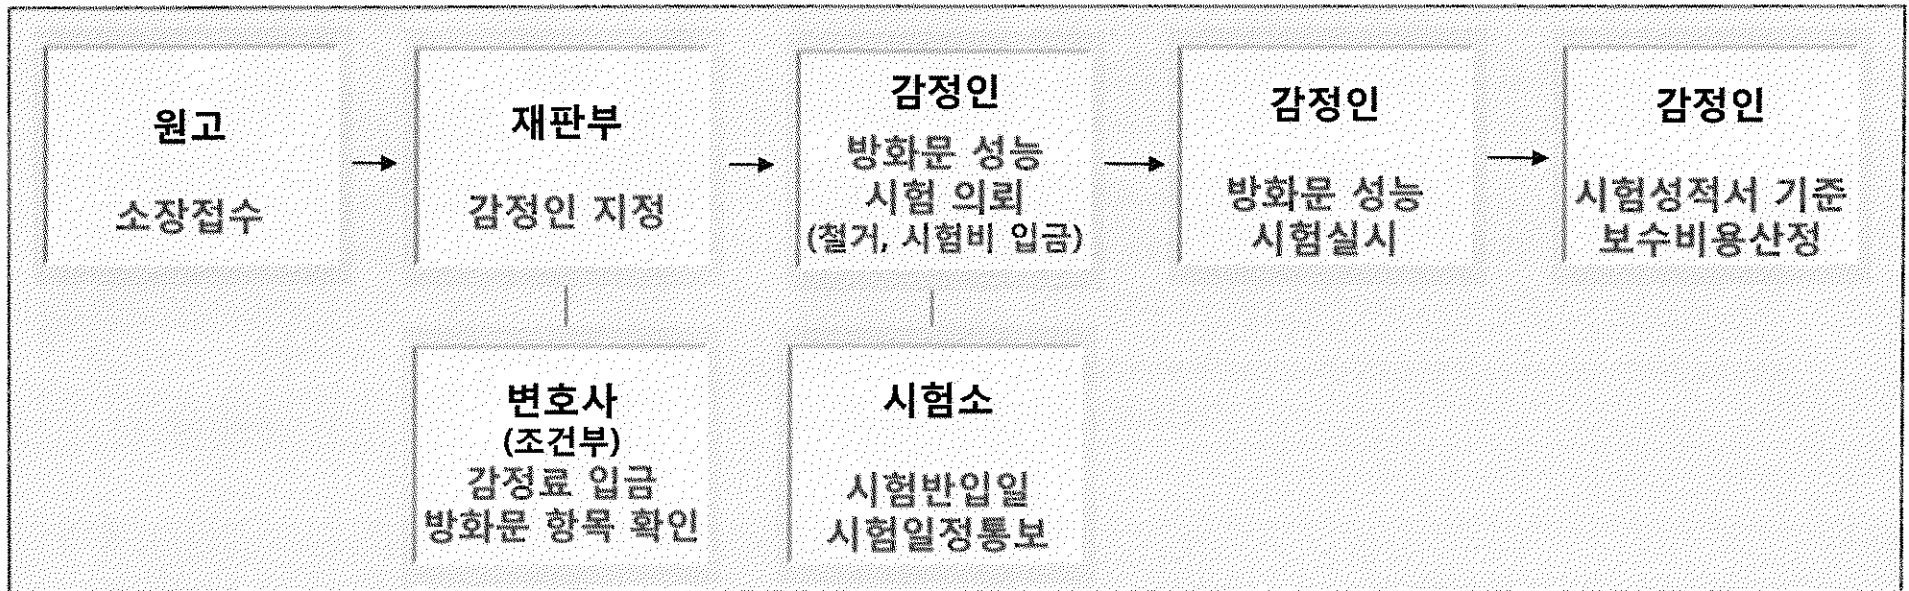 원고
소장접수
재판부
감정인 지정
감정인
방화문 성능
시험 의뢰
(철거, 시험비 입금)
감정인
방화문 성능
시험실시
감정인
시험성적서 기준
보수비용산정
변호사
(조건부)
감정료 입금
방화문 항목 확인
시험소
시험반입일
시험일정통보